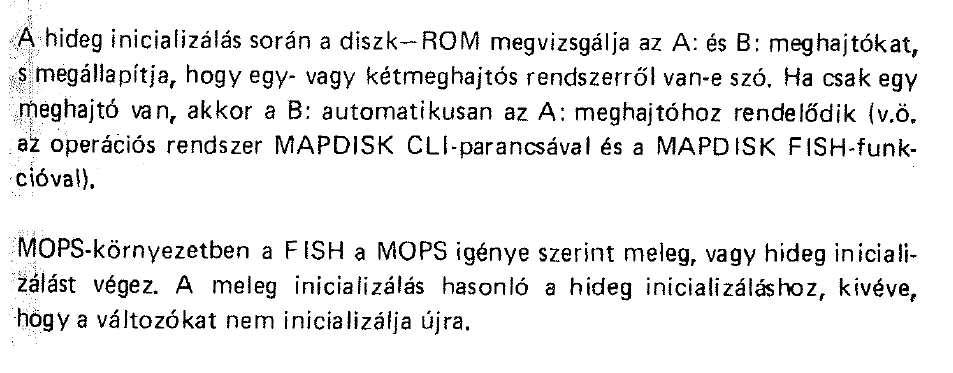 A hideg inicializálás során a diszk–ROM megvizsgálja az A: és B: meghajtókat,
s megállapítja, hogy egy- vagy kétmeghajtós rendszerről van-e szó. Ha csak egy
meghajtó van, akkor a B: automatikusan az A: meghajtóhoz rendelődik (v.ö.
az operációs rendszer MAPDISK CLI-parancsával és a MAPDISK FISH-funk-
cióval).
MOPS-környezetben a FISH a MOPS igénye szerint meleg, vagy hideg iniciali-
zálást végez. A meleg inicializálás hasonló a hideg inicializáláshoz, kivéve,
hogy a változókat nem inicializálja újra.